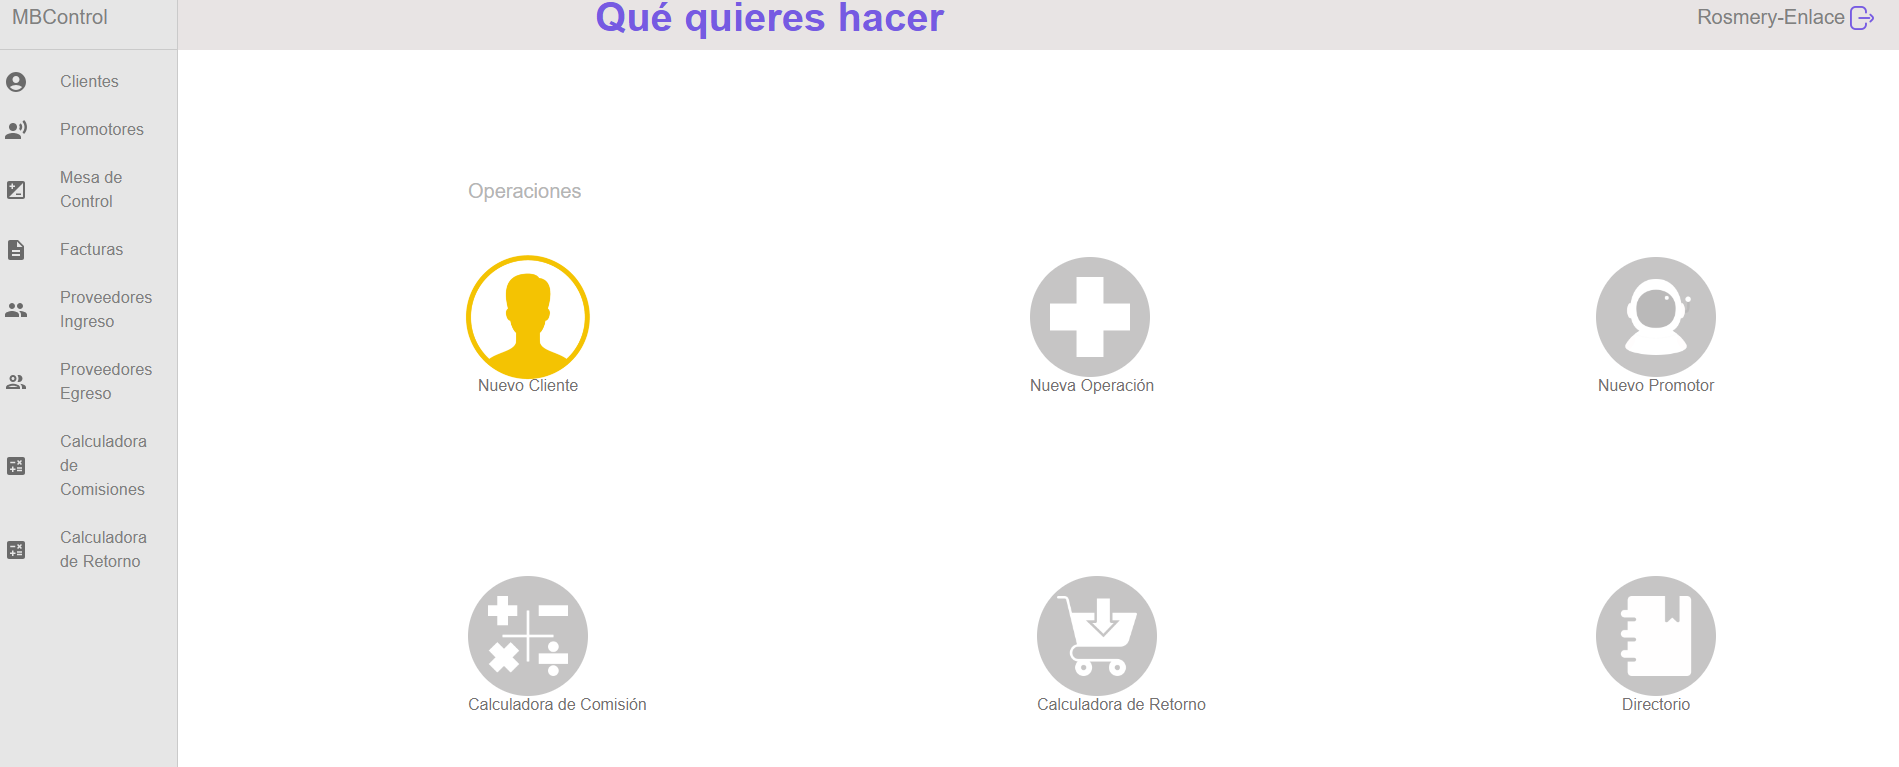 MBControl
Qué quieres hacer
Rosmery-Enlace
Clientes
Promotores
Mesa de
Control
Facturas
Proveedores
Ingreso
Proveedores
Egreso
Calculadora
de
Comisiones
Calculadora
de Retorno
Operaciones
Nuevo Cliente
Nueva Operación
Nuevo Promotor
Calculadora de Comisión
Calculadora de Retorno
Directorio